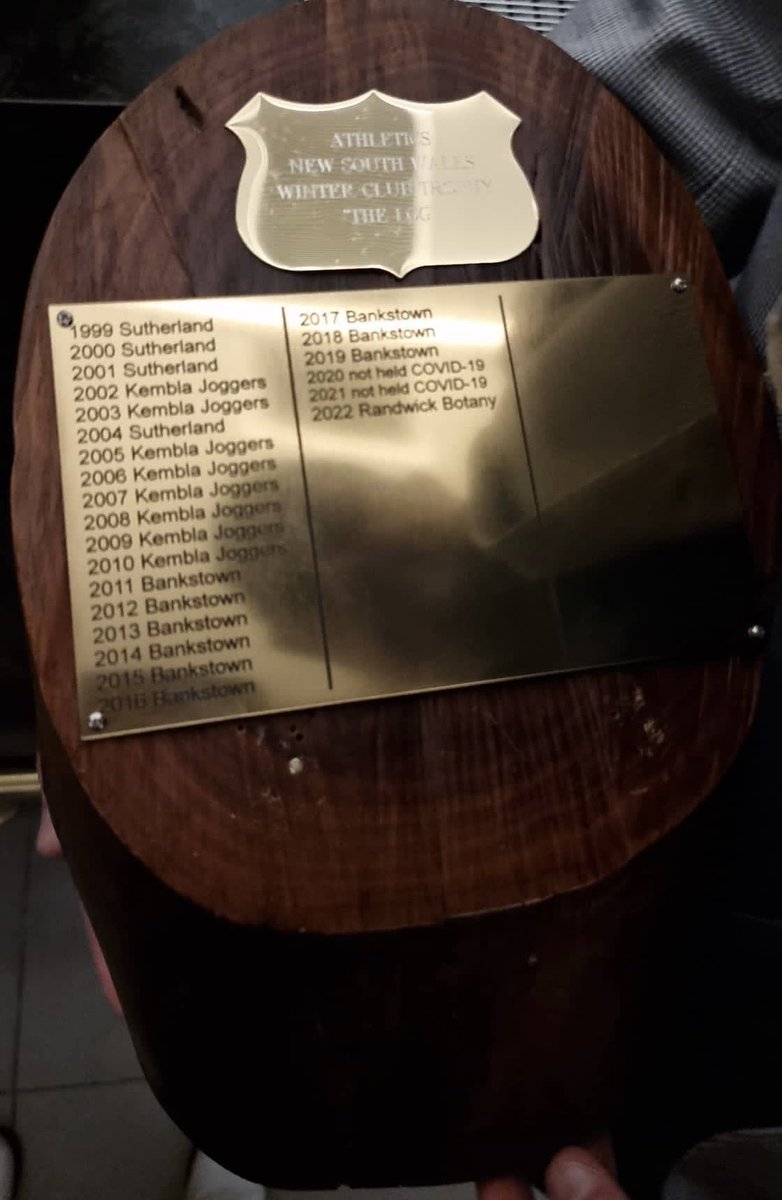 ATHLETICS
NEW SOUTH WALES
WINTER CLUB TROPHY
"THE LOG"
1999 Sutherland
2000 Sutherland
2001 Sutherland
2002 Kembla Joggers
2003 Kembla Joggers
2004 Sutherland
2005 Kembla Joggers
2006 Kembla Joggers
2007 Kembla Joggers
2008 Kembla Joggers
2009 Kembla Joggers
2010 Kembla Joggers
2011 Bankstown
2012 Bankstown
2013 Bankstown
2014 Bankstown
2015 Bankstown
2016 Bankstown
2017 Bankstown
2018 Bankstown
2019 Bankstown
2020 not held COVID-19
2021 not held COVID-19
2022 Randwick Botany